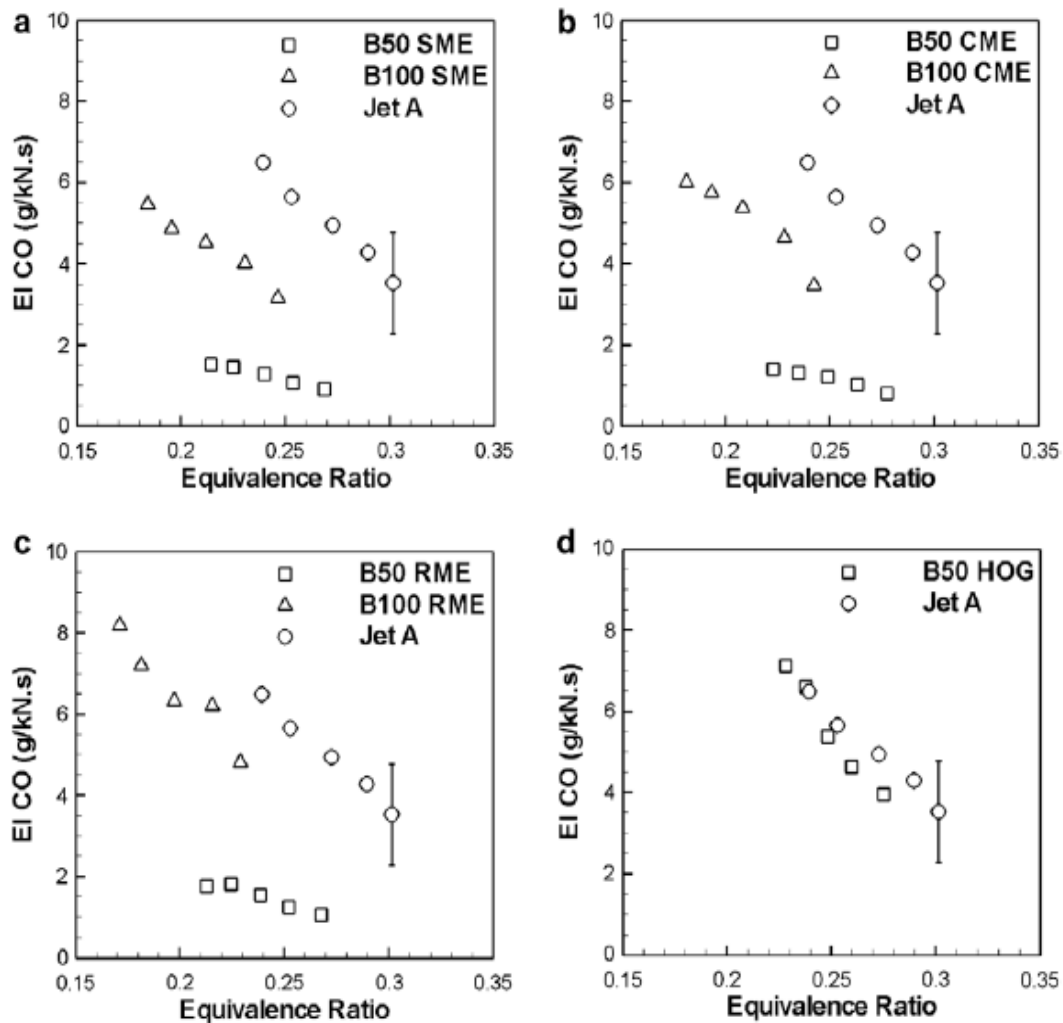 a
10
8
6
4
2
0
EI CO (g/kN.s)
B50 SME
B100 SME
Jet A
0.15
0.2
0.25
0.3
0.35
Equivalence Ratio
b
10
8
6
4
2
0
EI CO (g/kN.s)
B50 CME
B100 CME
Jet A
0.15
0.2
0.25
0.3
0.35
Equivalence Ratio
c
10
8
6
4
2
0
EI CO (g/kN.s)
B50 RME
B100 RME
Jet A
0.15
0.2
0.25
0.3
0.35
Equivalence Ratio
d
10
8
6
4
2
0
EI CO (g/kN.s)
B50 HOG
Jet A
0.15
0.2
0.25
0.3
0.35
Equivalence Ratio